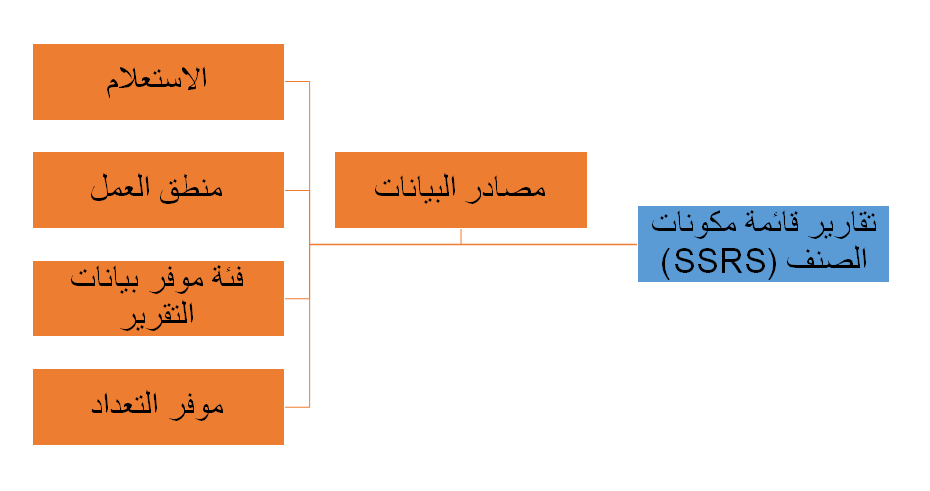 تقارير قائمة مكونات
الصنف (SSRS)
مصادر البيانات
الاستعلام
منطق العمل
فئة موفر بيانات
التقرير
موفر التعداد